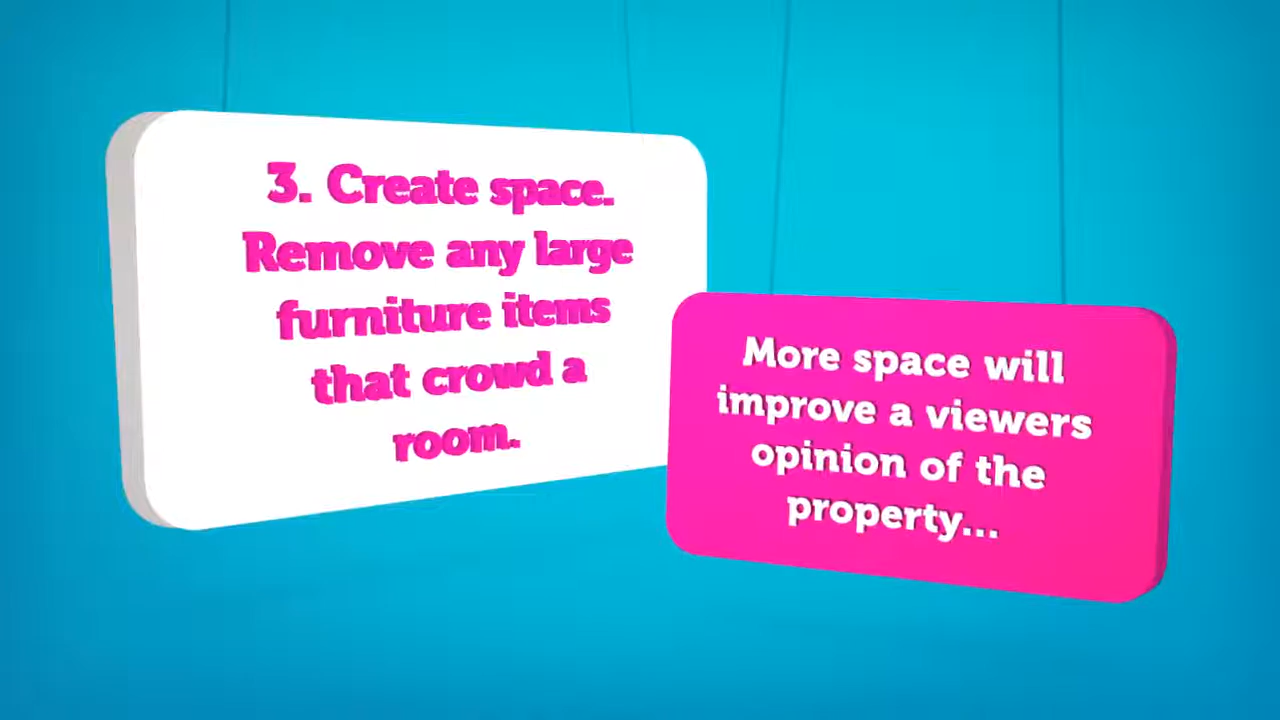 3. Create space.
Remove any large
furniture items
that crowd a
room.
More space will
improve a viewers
opinion of the
property...